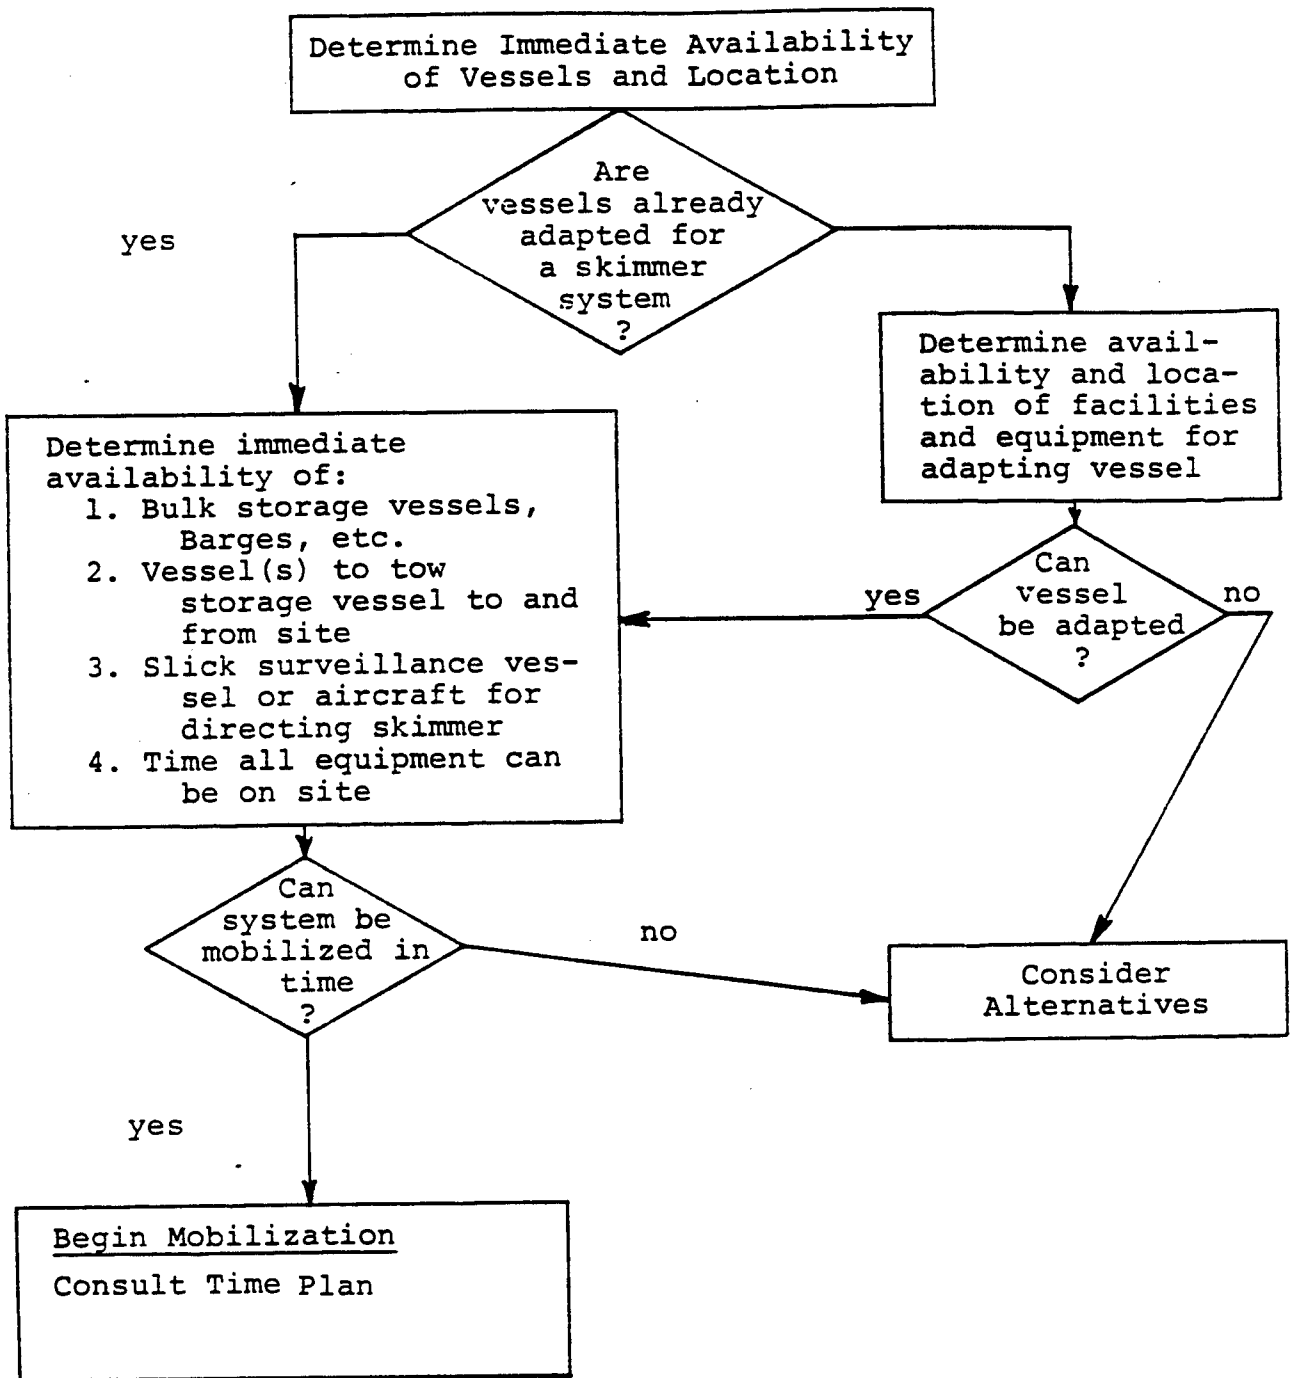 Determine Immediate Availability
of Vessels and Location
Are
vessels already
adapted for
a skimmer
system
?
yes
Determine avail-
ability and loca-
tion of facilities
and equipment for
adapting vessel
Determine immediate
availability of:
1. Bulk storage vessels,
Barges, etc.
2. Vessel(s) to tow
storage vessel to and
from site
3. Slick surveillance ves-
sel or aircraft for
directing skimmer
4. Time all equipment can
be on site
Can
vessel
be adapted
?
yes
no
Can
system be
mobilized in
time
?
no
Consider
Alternatives
yes
Begin Mobilization
Consult Time Plan